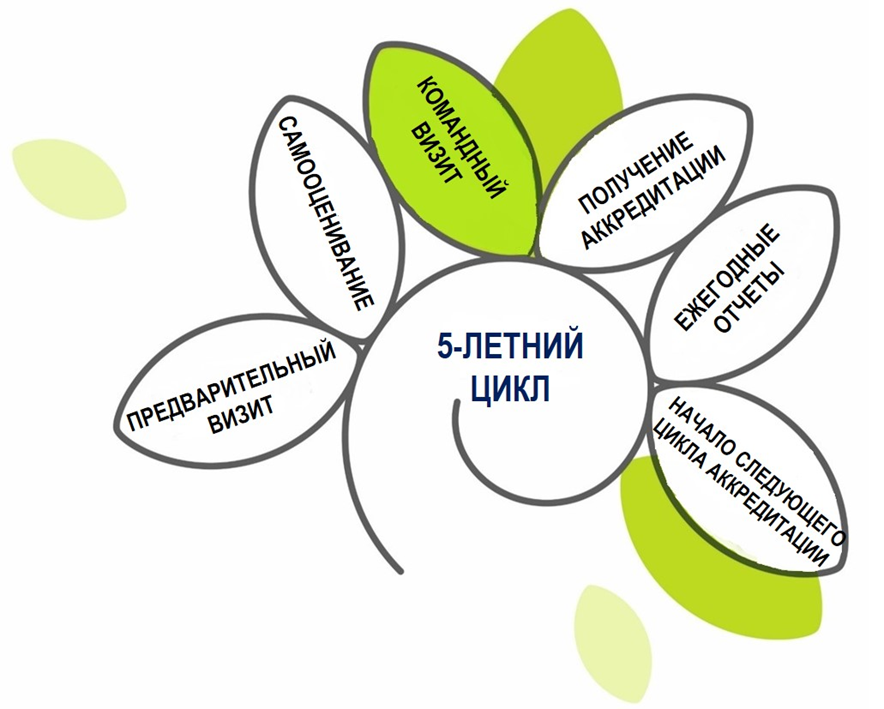 ПРЕДВАРИТЕЛЬНЫЙ
ВИЗИТ
САМООЦЕНИВАНИЕ
КОМАНДНЫЙ
ВИЗИТ
ПОЛУЧЕНИЕ
АККРЕДИТАЦИИ
ЕЖЕГОДНЫЕ
ОТЧЕТЫ
НАЧАЛО СЛЕДУЮЩЕГО
ЦИКЛА АККРЕДИТАЦИИ
5-ЛЕТНИЙ
ЦИКЛ